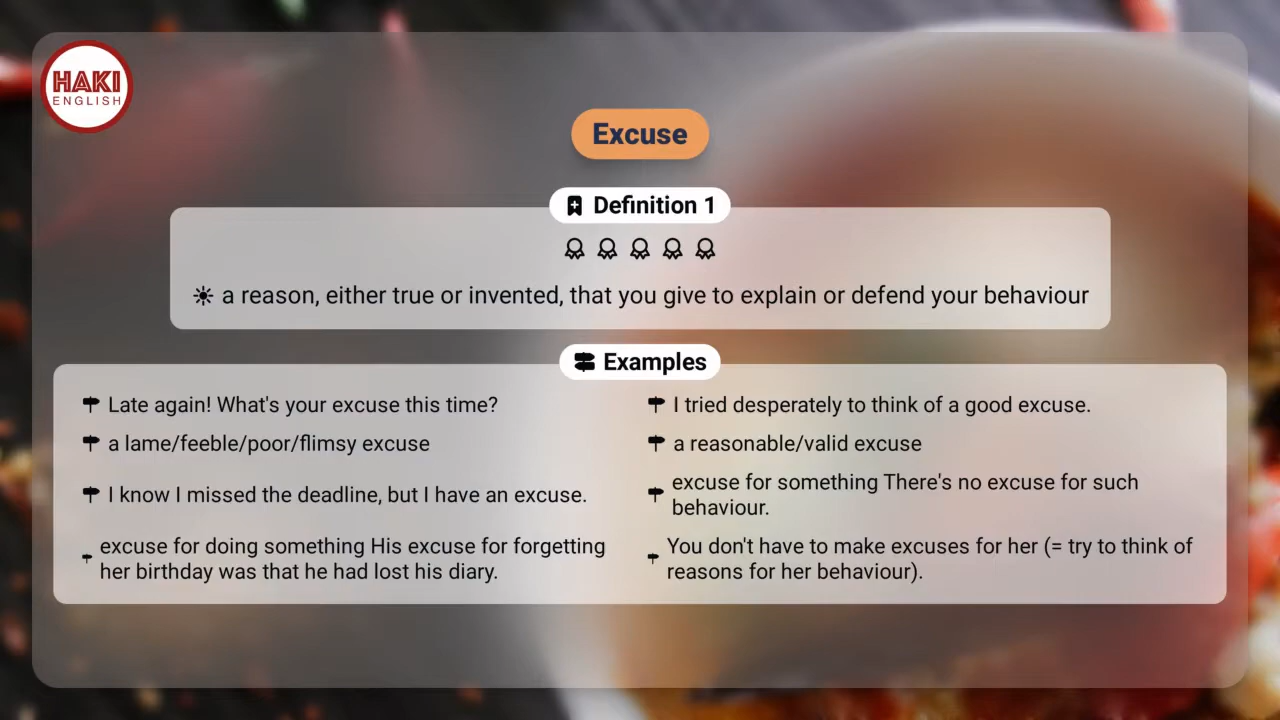 HAKI
ENGLISH
Excuse
Definition 1
a reason, either true or invented, that you give to explain or defend your behaviour
Examples
Late again! What's your excuse this time?
I tried desperately to think of a good excuse.
a lame/feeble/poor/flimsy excuse
a reasonable/valid excuse
I know I missed the deadline, but I have an excuse.
excuse for something There's no excuse for such
behaviour.
excuse for doing something His excuse for forgetting
her birthday was that he had lost his diary.
You don't have to make excuses for her (= try to think of
reasons for her behaviour).